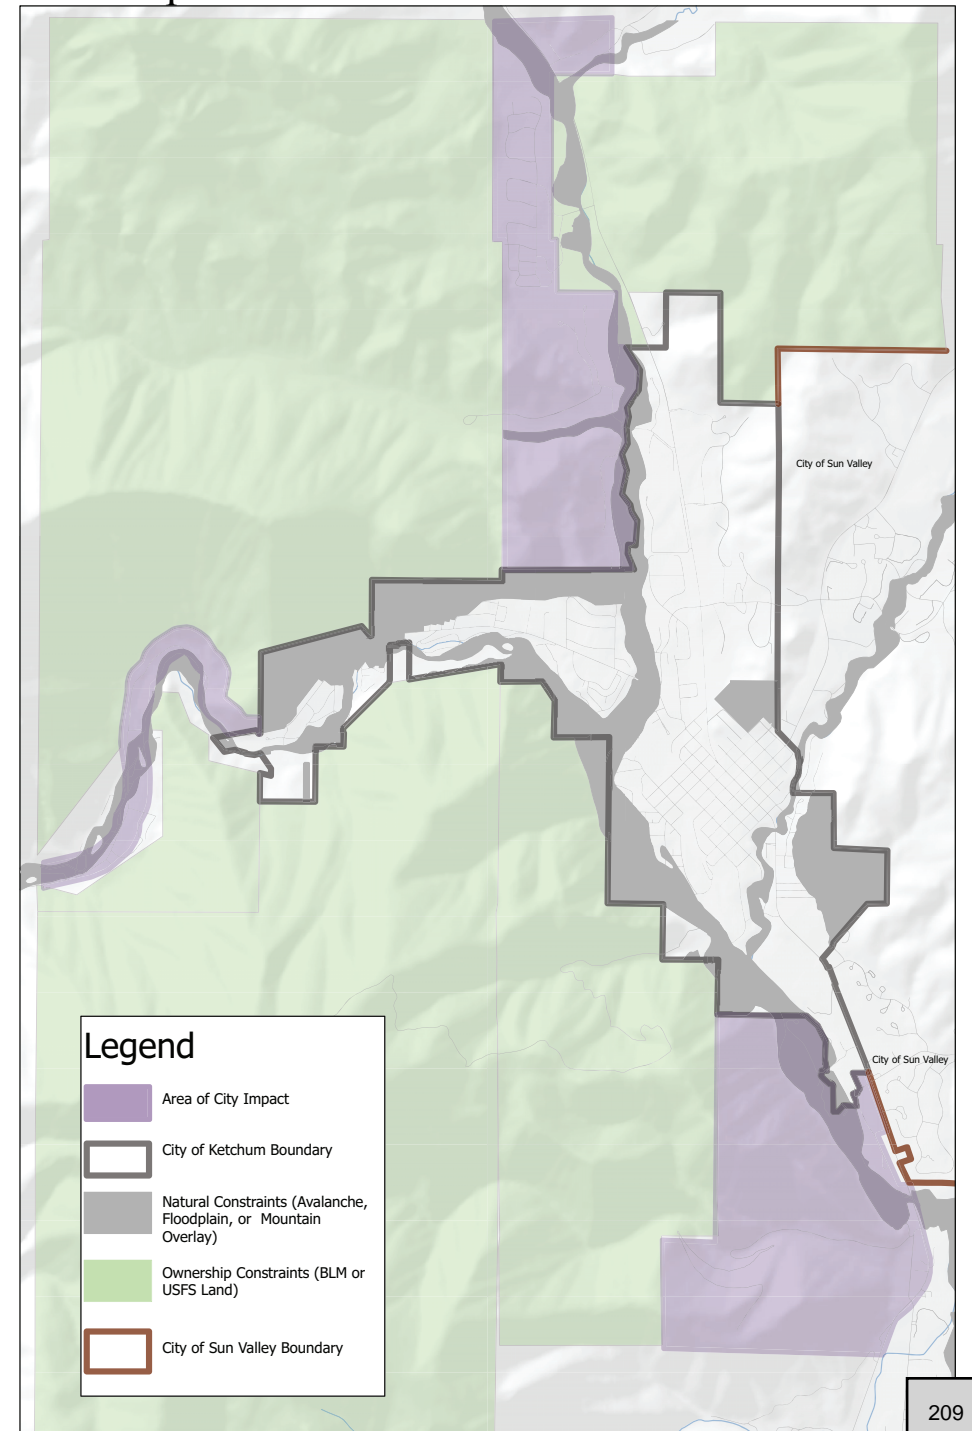 City of Sun Valley
City of Sun Valley
Legend
Area of City Impact
City of Ketchum Boundary
Natural Constraints (Avalanche,
Floodplain, or Mountain
Overlay)
Ownership Constraints (BLM or
USFS Land)
City of Sun Valley Boundary
209